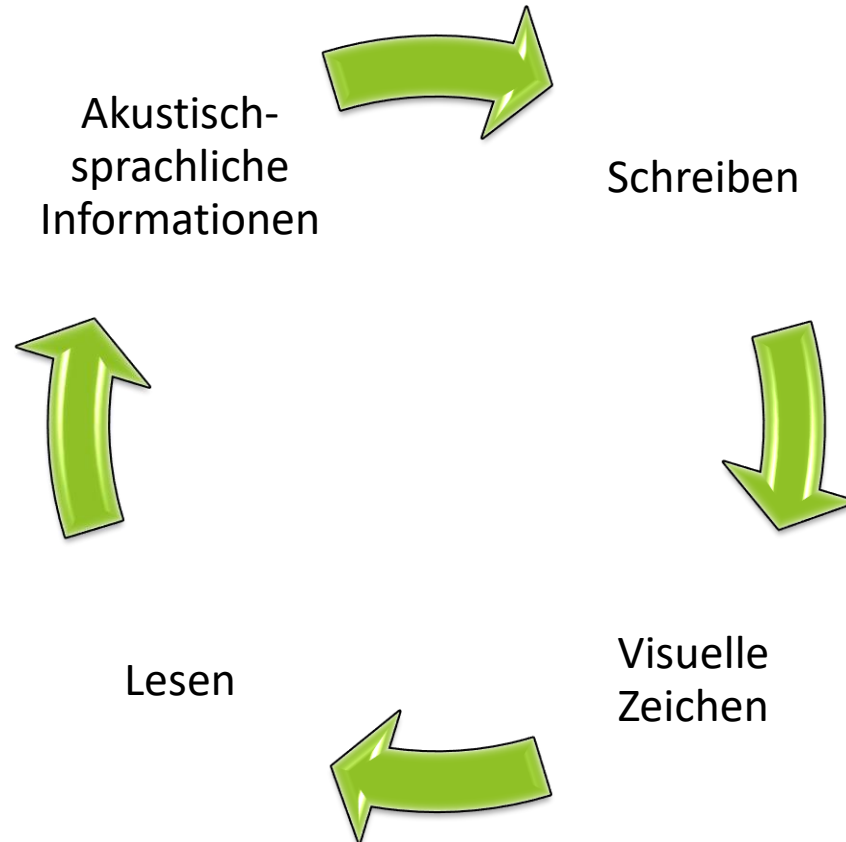 Akustisch-
sprachliche
Informationen
Schreiben
Visuelle
Zeichen
Lesen